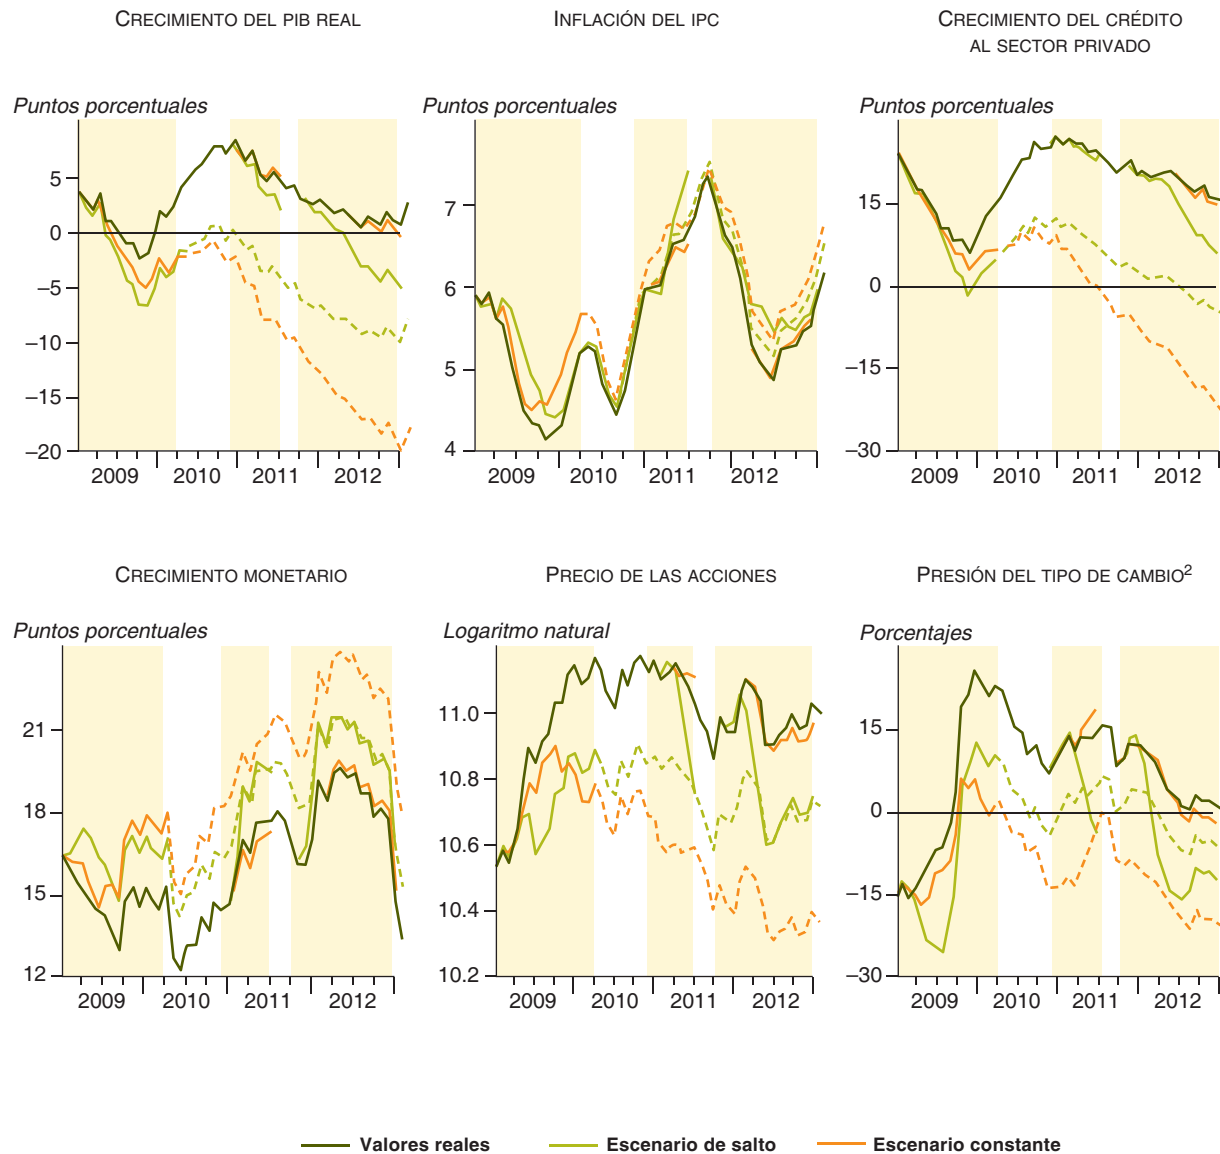 CRECIMIENTO DEL PIB REAL
INFLACIÓN DEL IPC
CRECIMIENTO DEL CRÉDITO
AL SECTOR PRIVADO
Puntos porcentuales
Puntos porcentuales
Puntos porcentuales
5
0
–5
–10
–15
–20
2009 2010 2011 2012
7
6
5
4
2009 2010 2011 2012
15
0
–15
–30
2009 2010 2011 2012
CRECIMIENTO MONETARIO
PRECIO DE LAS ACCIONES
PRESIÓN DEL TIPO DE CAMBIO2
Puntos porcentuales
Logaritmo natural
Porcentajes
21
18
15
12
2009 2010 2011 2012
11.0
10.8
10.6
10.4
10.2
2009 2010 2011 2012
15
0
–15
–30
2009 2010 2011 2012
Valores reales Escenario de salto Escenario constante